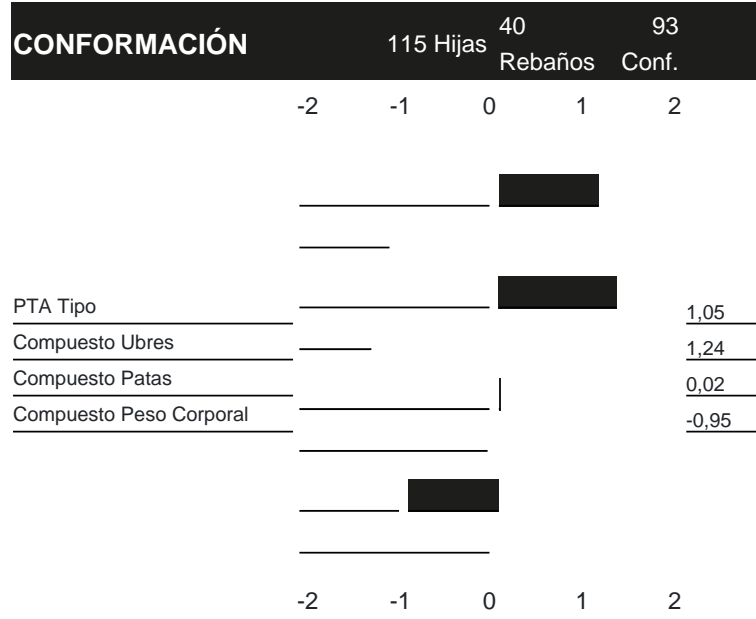 CONFORMACIÓN 115 Hijas 40 Rebaños 93 Conf.
-2 -1 0 1 2
PTA Tipo 1,05
Compuesto Ubres 1,24
Compuesto Patas 0,02
Compuesto Peso Corporal -0,95
-2 -1 0 1 2